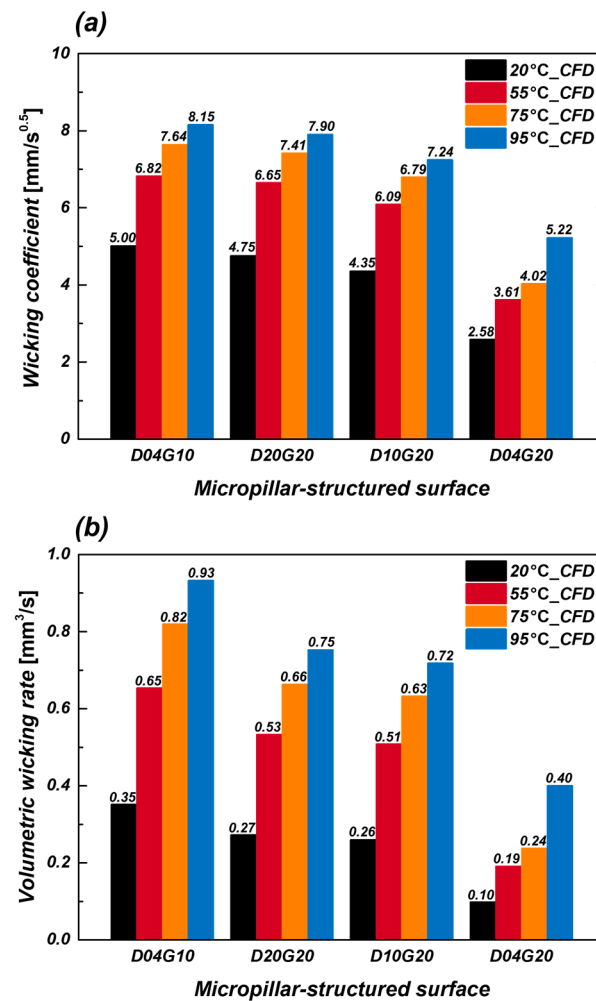 (a)
Wicking coefficient [mm/s^0.5]
10
8
6
4
2
0
20°C_CFD
55°C_CFD
75°C_CFD
95°C_CFD
5.00 6.82 7.64 8.15
4.75 6.65 7.41 7.90
4.35 6.09 6.79 7.24
2.58 3.61 4.02 5.22
D04G10 D20G20 D10G20 D04G20
Micropillar-structured surface
(b)
Volumetric wicking rate [mm³/s]
1.0
0.8
0.6
0.4
0.2
0.0
20°C_CFD
55°C_CFD
75°C_CFD
95°C_CFD
0.35 0.65 0.82 0.93
0.27 0.53 0.66 0.75
0.26 0.51 0.63 0.72
0.10 0.19 0.24 0.40
D04G10 D20G20 D10G20 D04G20
Micropillar-structured surface